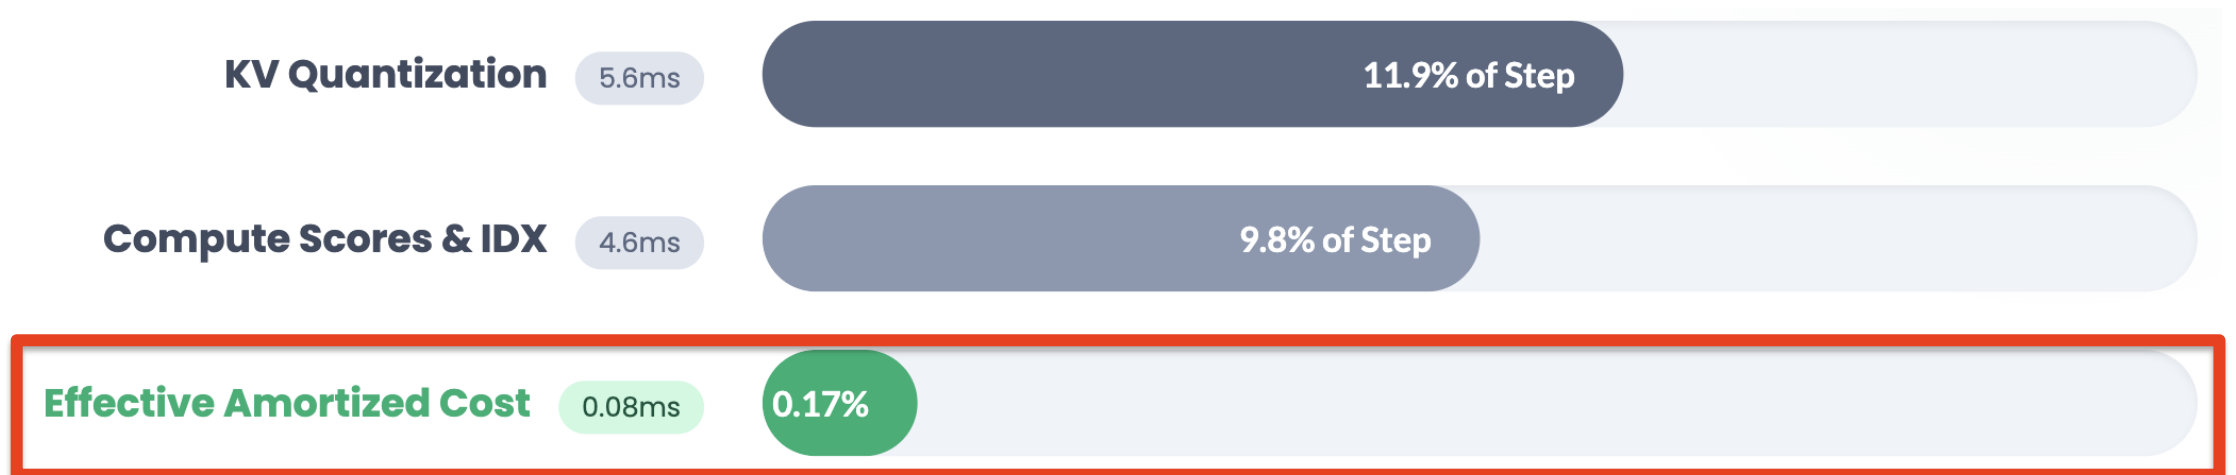 KV Quantization 5.6ms 11.9% of Step
Compute Scores & IDX 4.6ms 9.8% of Step
Effective Amortized Cost 0.08ms 0.17%